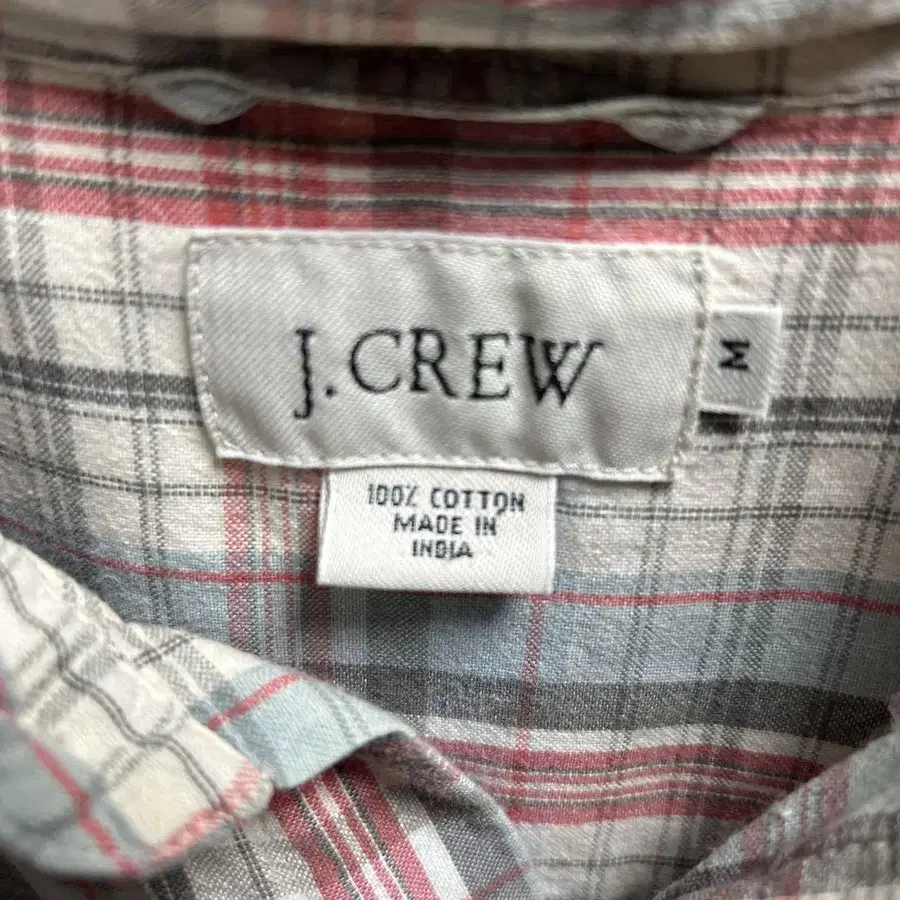 J.CREW
M
100% COTTON
MADE IN
INDIA